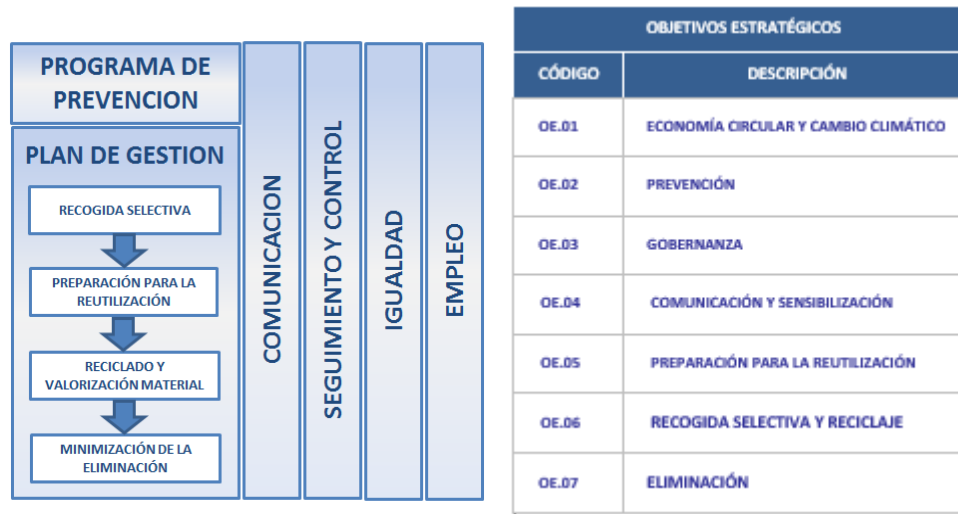 PROGRAMA DE
PREVENCION
PLAN DE GESTION
RECOGIDA SELECTIVA
PREPARACIÓN PARA LA
REUTILIZACIÓN
RECICLADO Y
VALORIZACIÓN MATERIAL
MINIMIZACIÓN DE LA
ELIMINACIÓN
COMUNICACION
SEGUIMIENTO Y CONTROL
IGUALDAD
EMPLEO
OBJETIVOS ESTRATÉGICOS
CÓDIGO DESCRIPCIÓN
OE.01 ECONOMÍA CIRCULAR Y CAMBIO CLIMÁTICO
OE.02 PREVENCIÓN
OE.03 GOBERNANZA
OE.04 COMUNICACIÓN Y SENSIBILIZACIÓN
OE.05 PREPARACIÓN PARA LA REUTILIZACIÓN
OE.06 RECOGIDA SELECTIVA Y RECICLAJE
OE.07 ELIMINACIÓN